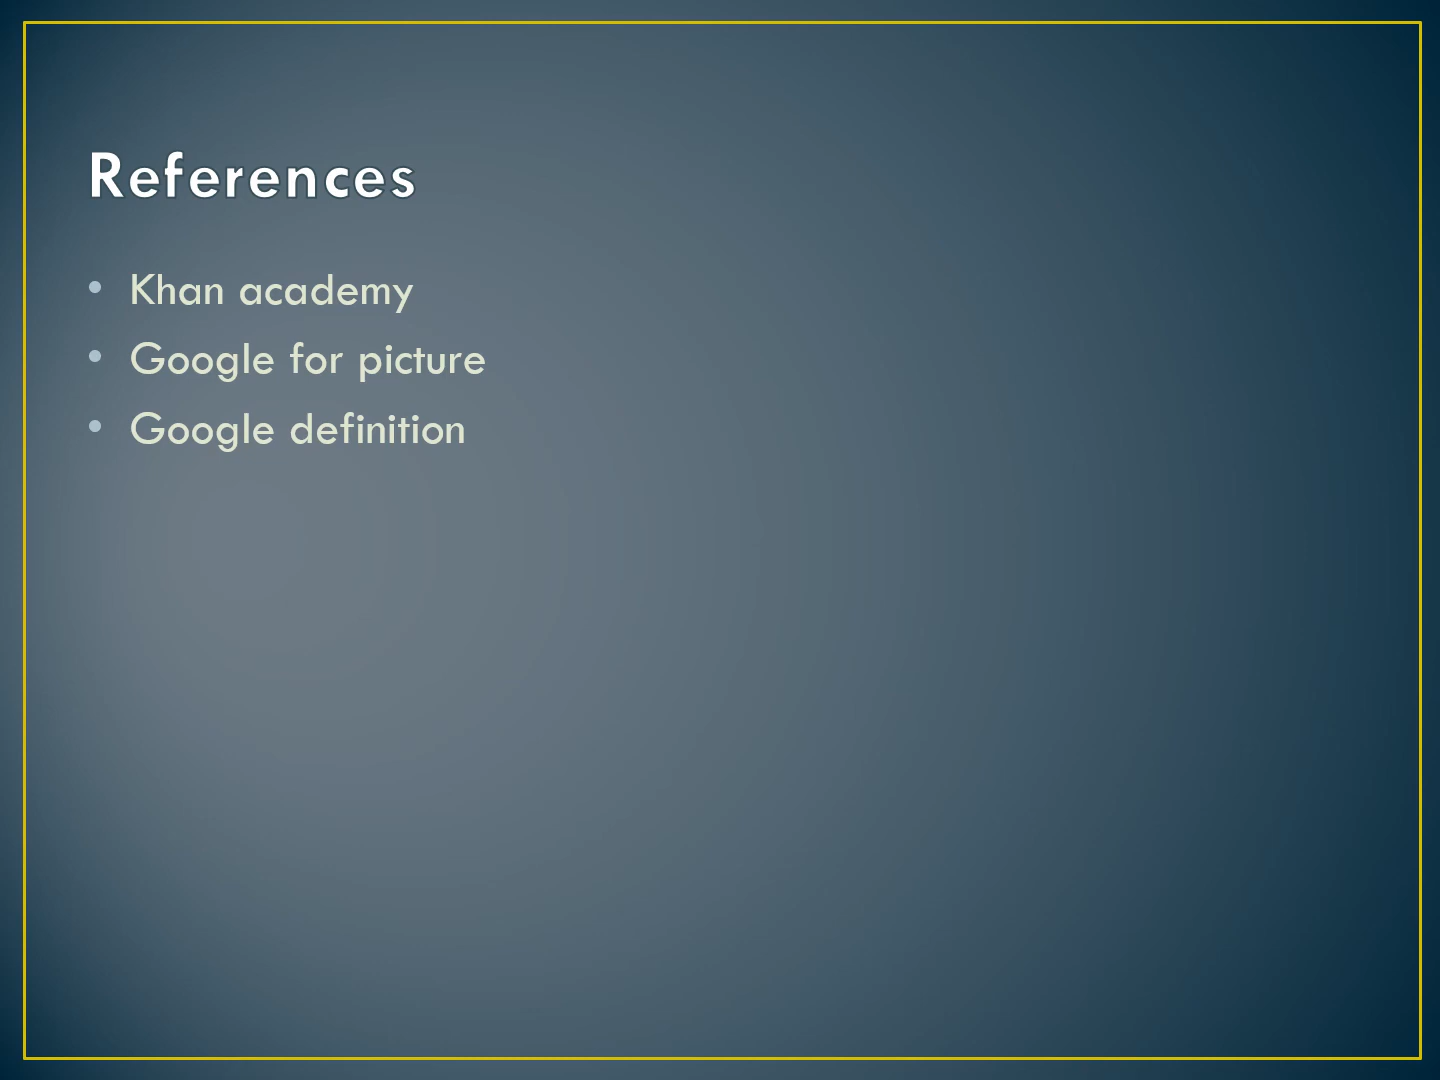 References
• Khan academy
• Google for picture
• Google definition